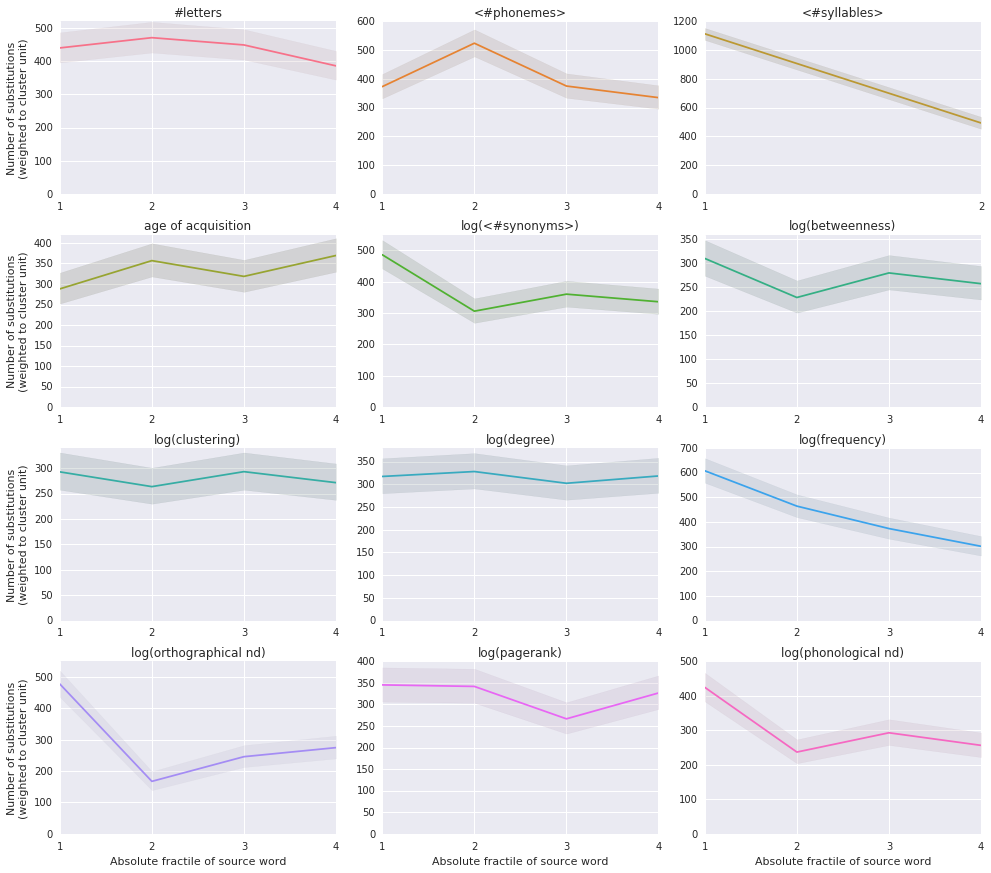 #letters
<#phonemes>
<#syllables>
Number of substitutions
(weighted to cluster unit)
500
400
300
200
100
0
1 2 3 4
600
500
400
300
200
100
0
1 2 3 4
1200
1000
800
600
400
200
0
1 2
age of acquisition
log(<#synonyms>)
log(betweenness)
Number of substitutions
(weighted to cluster unit)
400
350
300
250
200
150
100
50
0
1 2 3 4
500
400
300
200
100
0
1 2 3 4
350
300
250
200
150
100
50
0
1 2 3 4
log(clustering)
log(degree)
log(frequency)
Number of substitutions
(weighted to cluster unit)
300
250
200
150
100
50
0
1 2 3 4
350
300
250
200
150
100
50
0
1 2 3 4
700
600
500
400
300
200
100
0
1 2 3 4
log(orthographical nd)
log(pagerank)
log(phonological nd)
Number of substitutions
(weighted to cluster unit)
500
400
300
200
100
0
1 2 3 4
Absolute fractile of source word
400
350
300
250
200
150
100
50
0
1 2 3 4
Absolute fractile of source word
500
400
300
200
100
0
1 2 3 4
Absolute fractile of source word